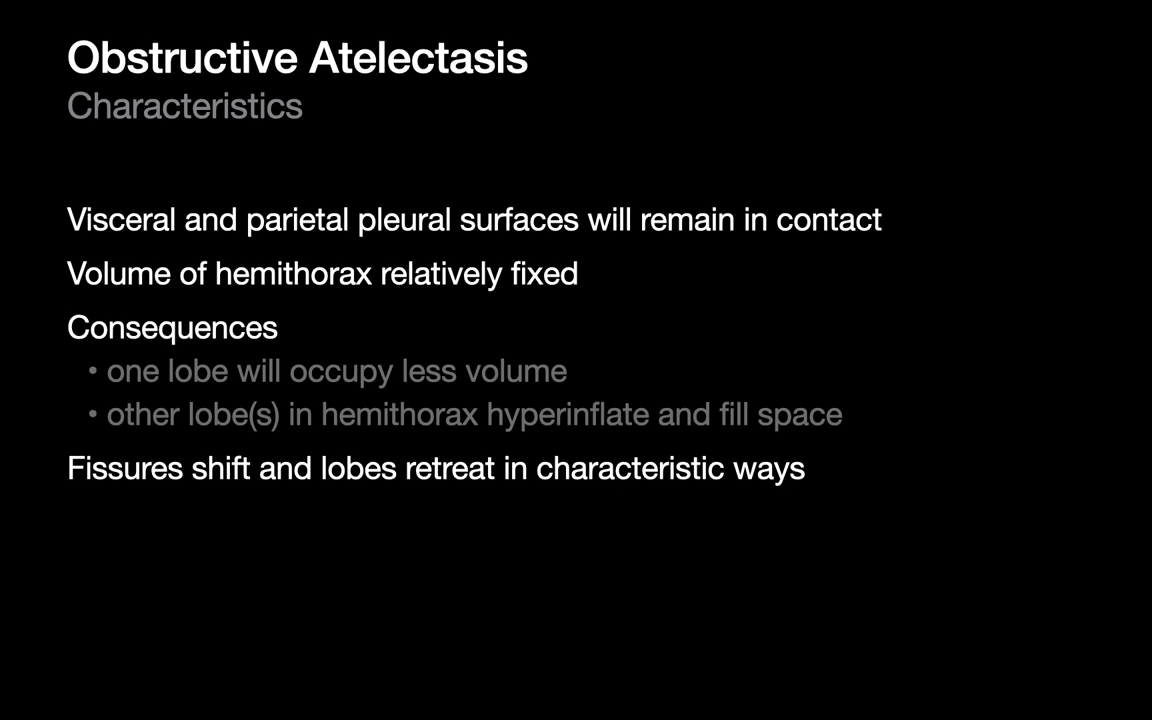 Obstructive Atelectasis
Characteristics
Visceral and parietal pleural surfaces will remain in contact
Volume of hemithorax relatively fixed
Consequences
• one lobe will occupy less volume
• other lobe(s) in hemithorax hyperinflate and fill space
Fissures shift and lobes retreat in characteristic ways